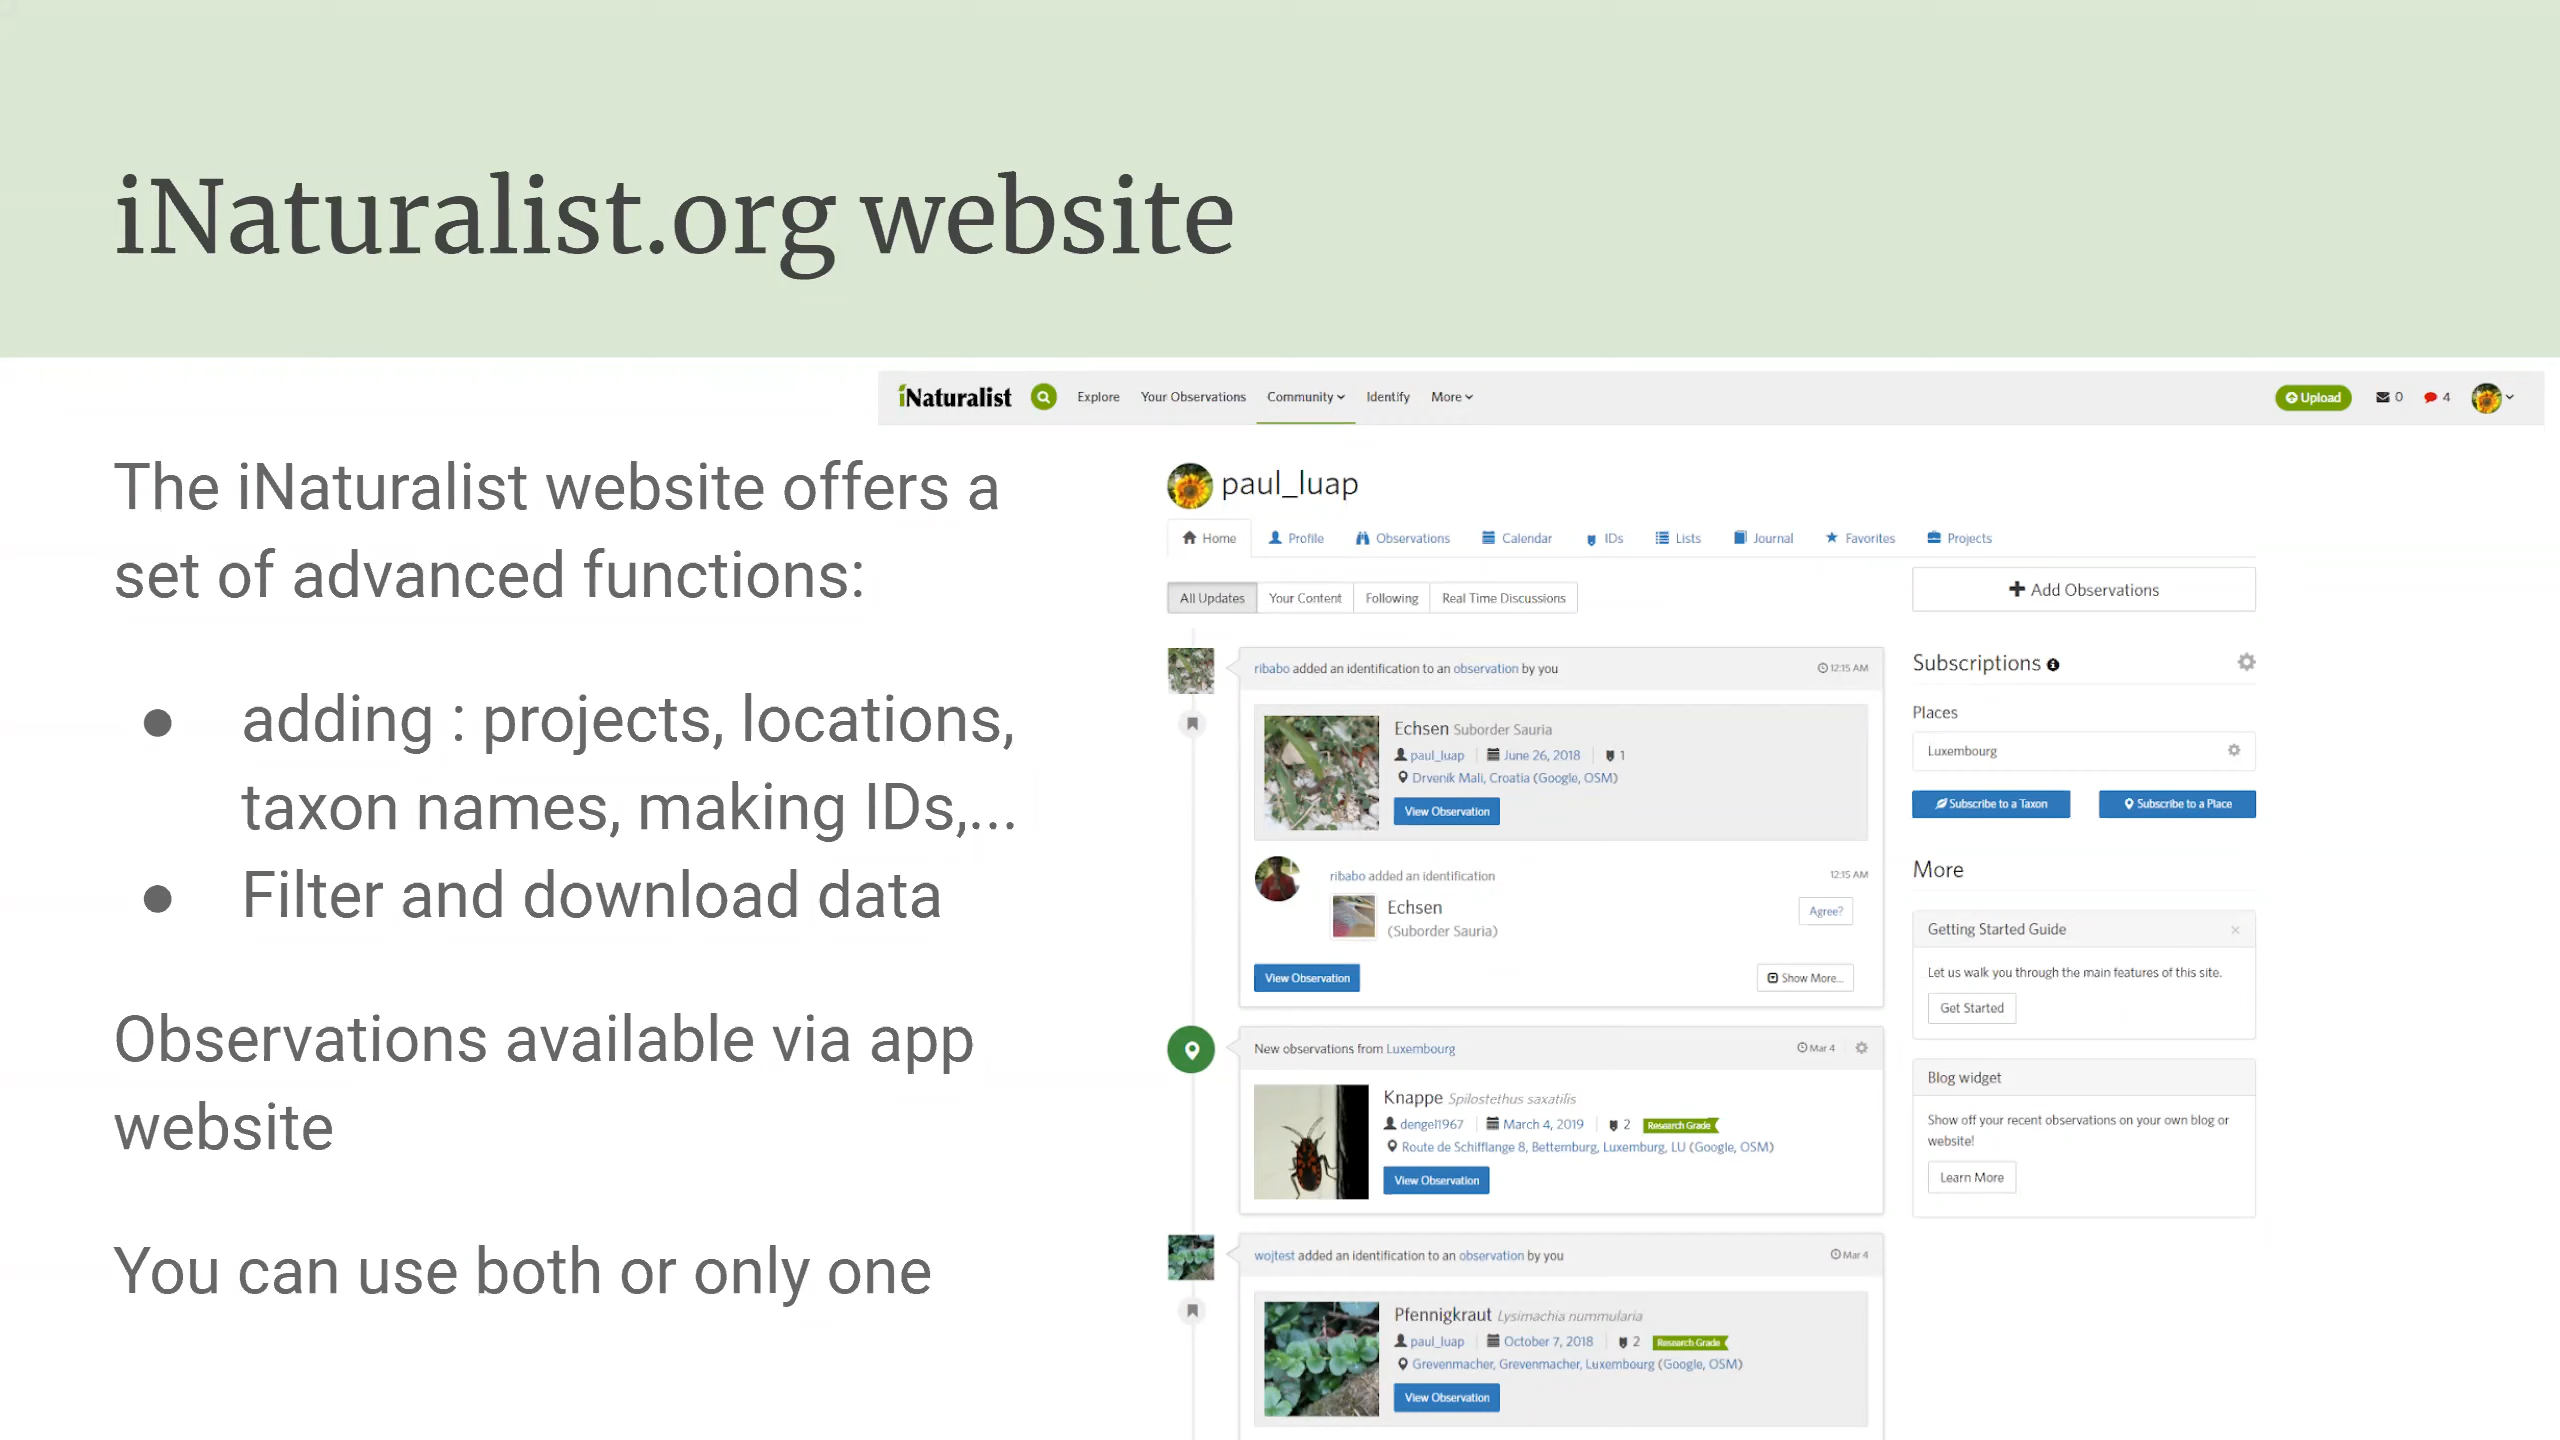 iNaturalist.org website
The iNaturalist website offers a
set of advanced functions:
● adding : projects, locations,
taxon names, making IDs,...
● Filter and download data
Observations available via app
website
You can use both or only one
iNaturalist Explore Your Observations Community Identify More Upload 0 4
paul_luap
Home Profile Observations Calendar IDs Lists Journal Favorites Projects
All Updates Your Content Following Real Time Discussions
ribabo added an identification to an observation by you 12:15 AM
Echsen Suborder Sauria
paul_luap June 26, 2018 1
Drvenik Mali, Croatia (Google, OSM)
View Observation
ribabo added an identification 12:15 AM
Echsen
(Suborder Sauria)
Agree?
View Observation Show More...
New observations from Luxembourg Mar 4
Knappe Spilostethus saxatilis
dengel1967 March 4, 2019 2 Research Grade
Route de Schifflange 8, Betternburg, Luxemburg, LU (Google, OSM)
View Observation
wojtest added an identification to an observation by you Mar 4
Pfennigkraut Lysimachia nummularia
paul_luap October 7, 2018 2 Research Grade
Grevenmacher, Grevenmacher, Luxembourg (Google, OSM)
View Observation
+ Add Observations
Subscriptions
Places
Luxembourg
Subscribe to a Taxon Subscribe to a Place
More
Getting Started Guide ×
Let us walk you through the main features of this site.
Get Started
Blog widget
Show off your recent observations on your own blog or
website!
Learn More